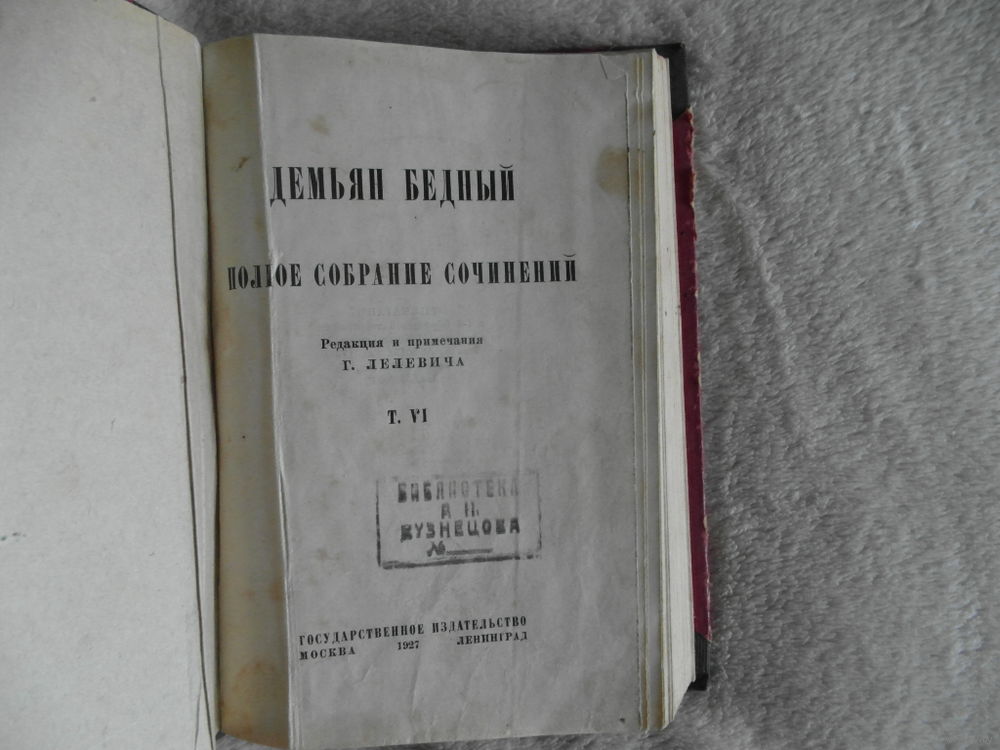 ДЕМЬЯН БЕДНЫЙ
ПОЛНОЕ СОБРАНИЕ СОЧИНЕНИЙ
Редакция и примечания
Г. ЛЕЛЕВИЧА
Т. VI
БИБЛИОТЕКА
А Н.
КУЗНЕЦОВА
№
ГОСУДАРСТВЕННОЕ ИЗДАТЕЛЬСТВО
МОСКВА 1927 ЛЕНИНГРАД